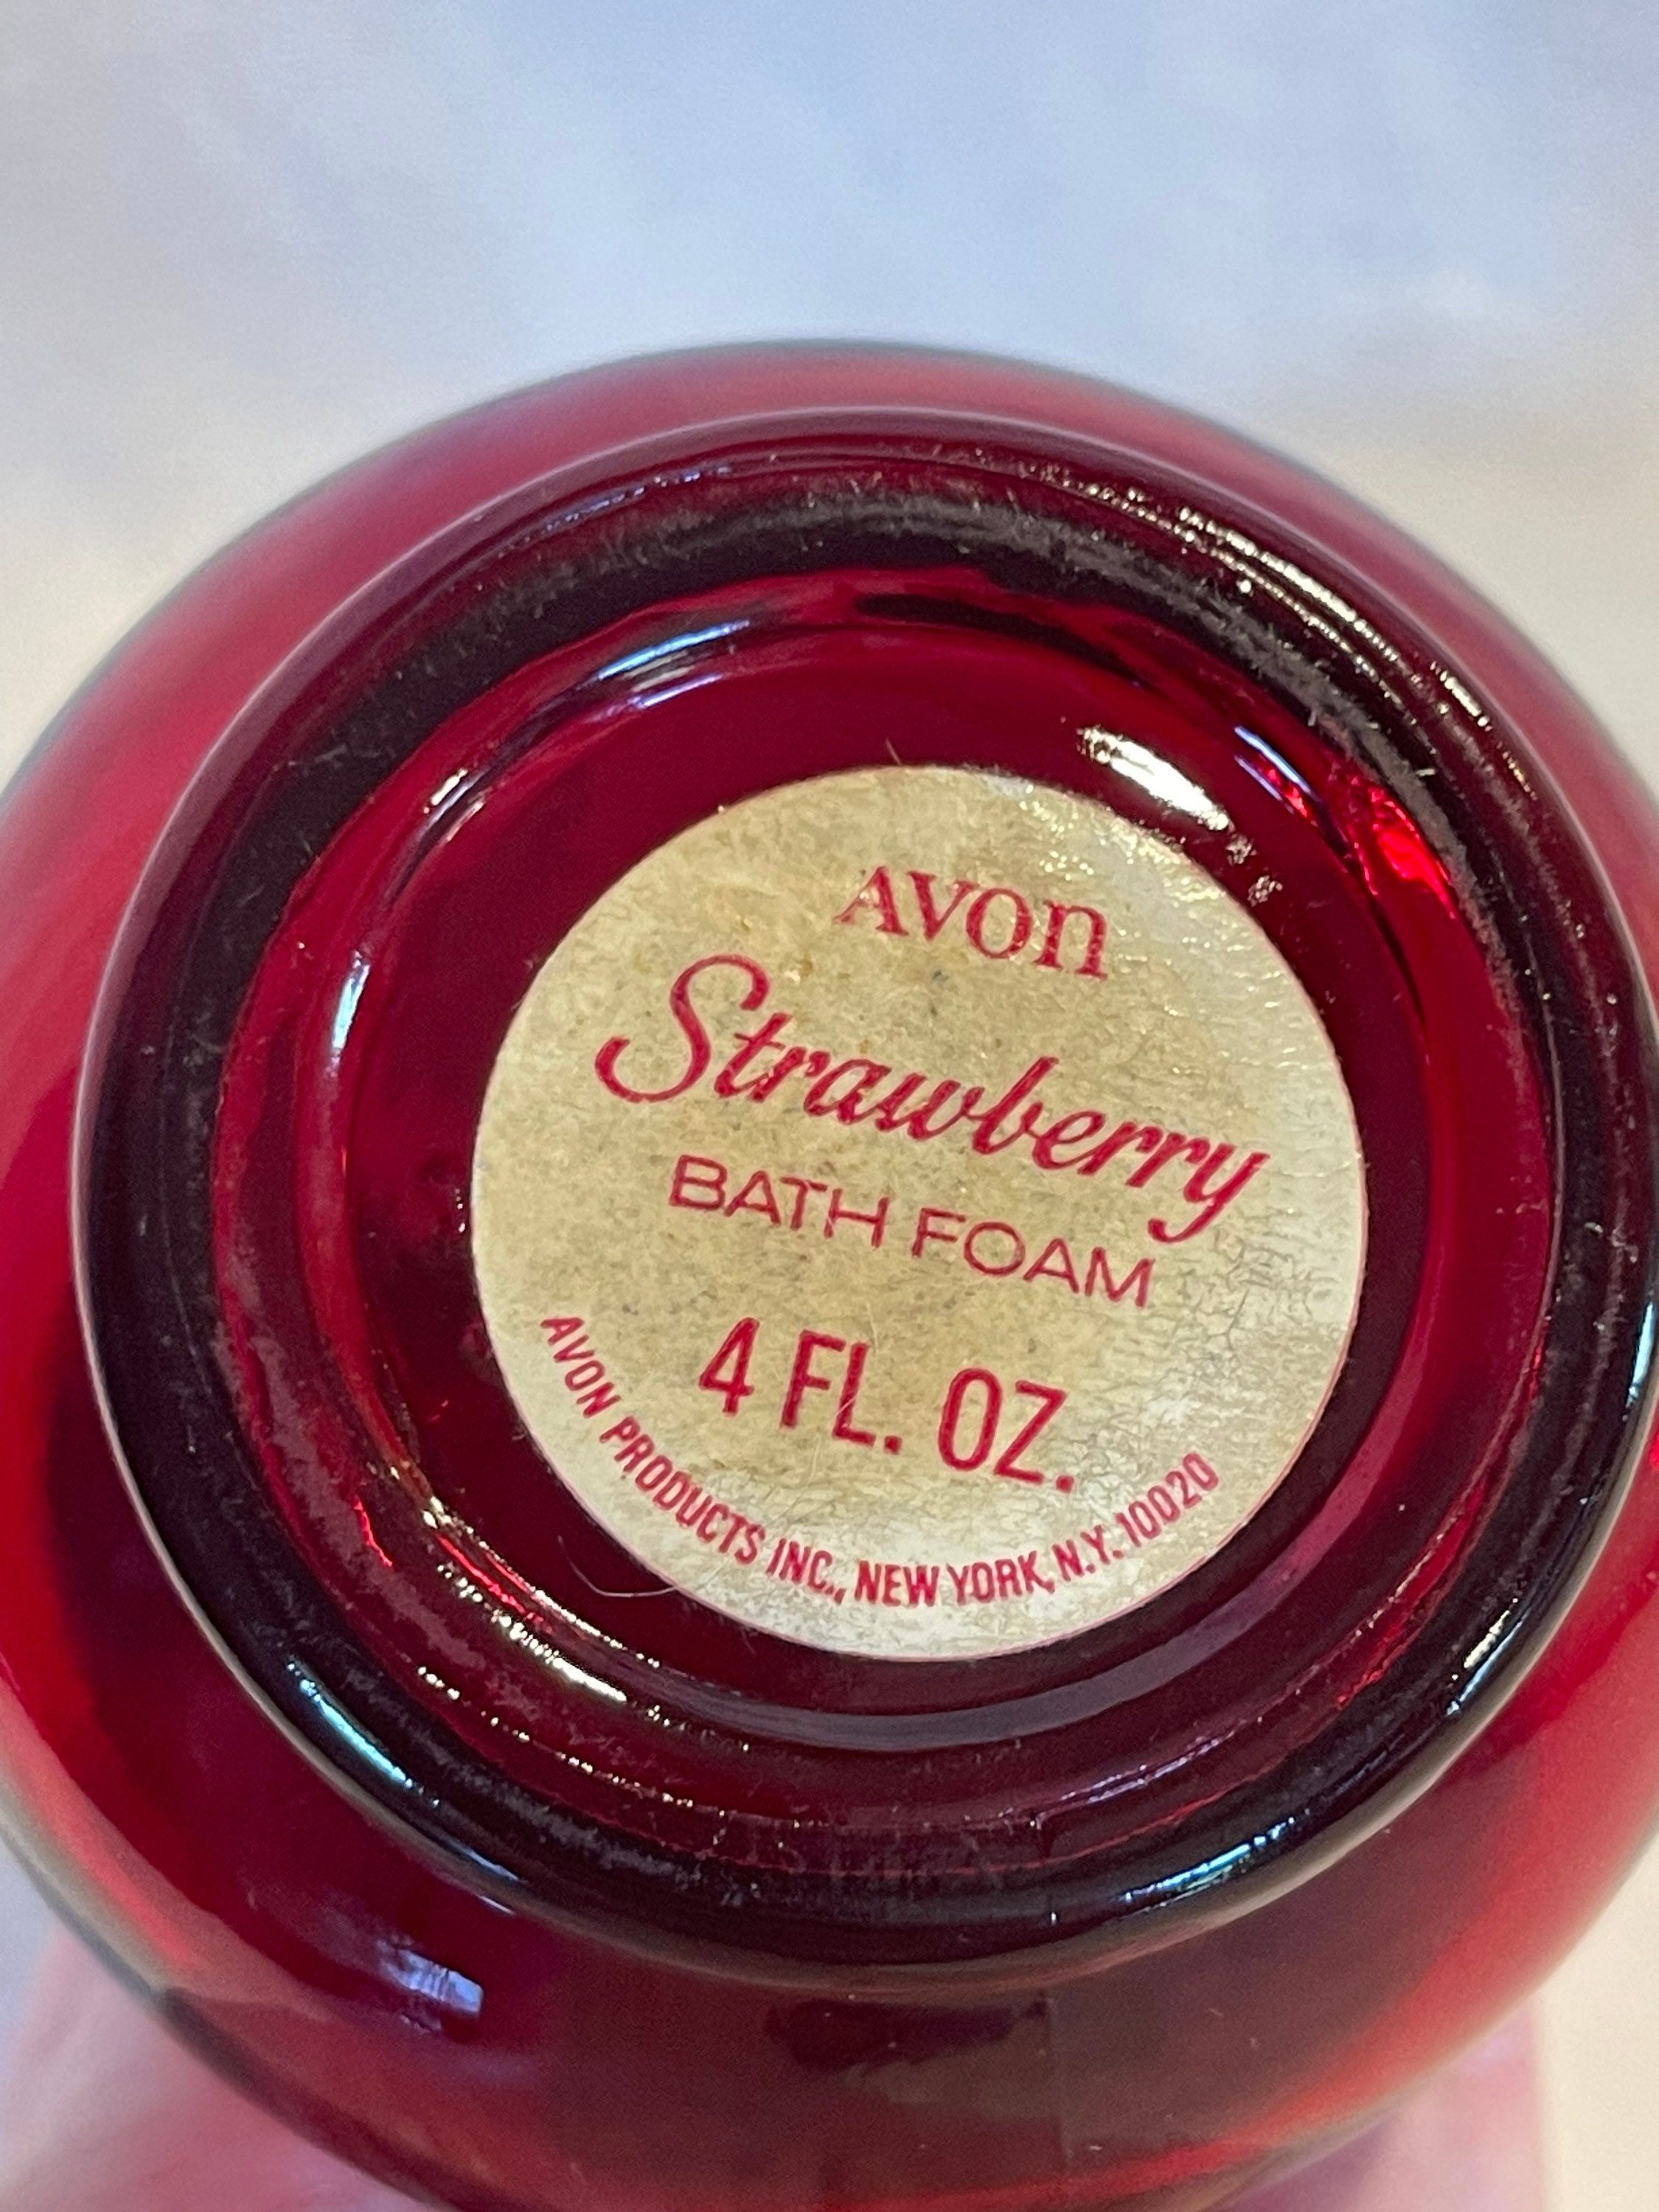 AVON
Strawberry
BATH FOAM
4 FL. OZ.
AVON PRODUCTS INC., NEW YORK, N.Y. 10020